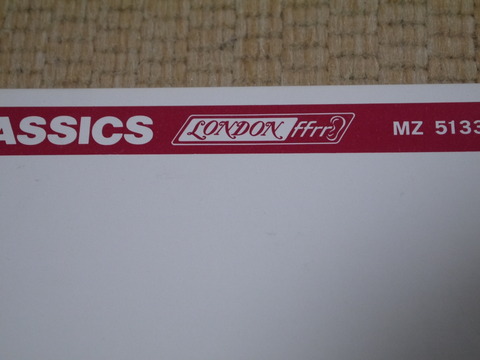 ASSICS LONDON ffrr MZ 5133